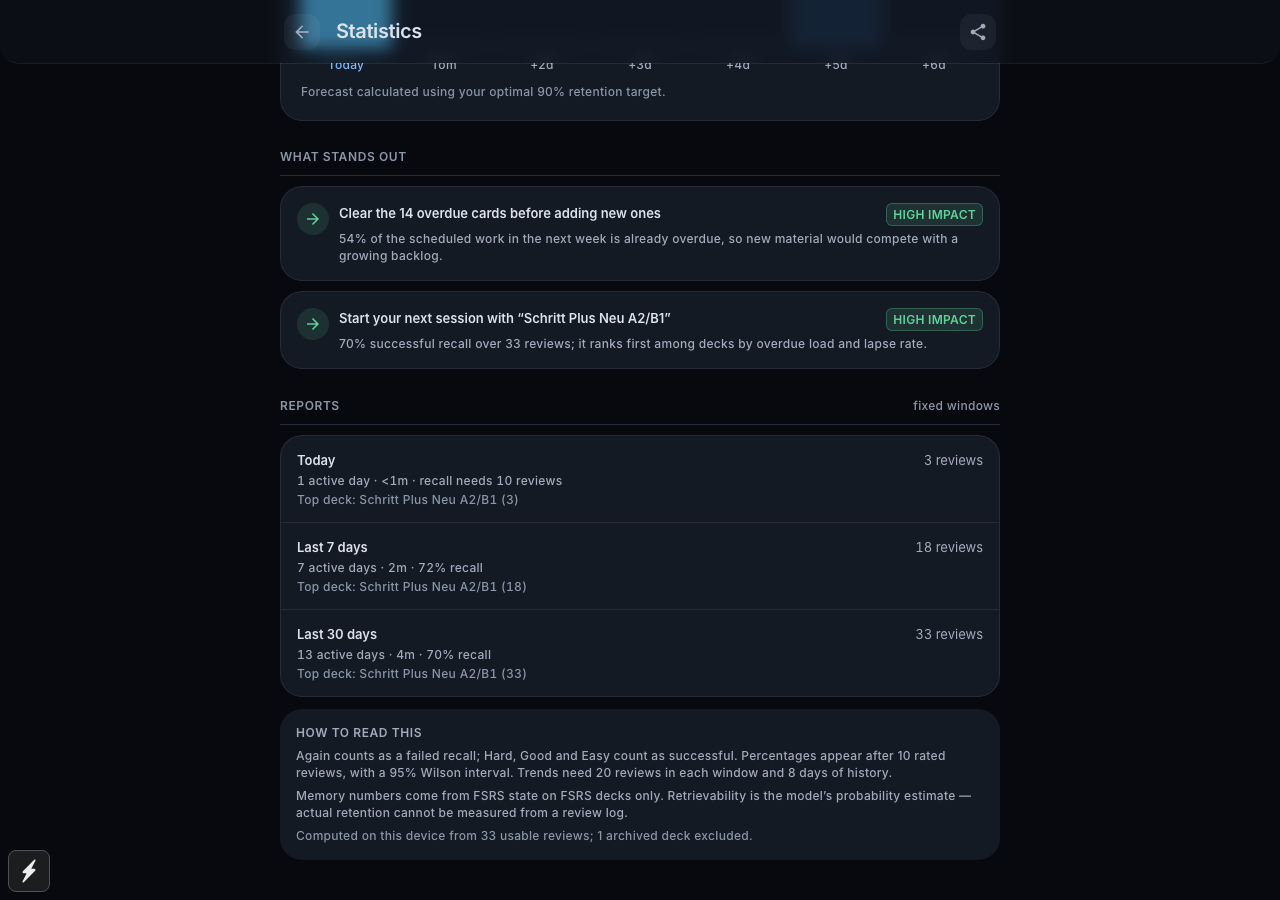 Statistics
Today
Tom
+2d
+3d
+4d
+5d
+6d
Forecast calculated using your optimal 90% retention target.
WHAT STANDS OUT
Clear the 14 overdue cards before adding new ones
HIGH IMPACT
54% of the scheduled work in the next week is already overdue, so new material would compete with a
growing backlog.
Start your next session with “Schritt Plus Neu A2/B1”
HIGH IMPACT
70% successful recall over 33 reviews; it ranks first among decks by overdue load and lapse rate.
REPORTS
fixed windows
Today
3 reviews
1 active day · <1m · recall needs 10 reviews
Top deck: Schritt Plus Neu A2/B1 (3)
Last 7 days
18 reviews
7 active days · 2m · 72% recall
Top deck: Schritt Plus Neu A2/B1 (18)
Last 30 days
33 reviews
13 active days · 4m · 70% recall
Top deck: Schritt Plus Neu A2/B1 (33)
HOW TO READ THIS
Again counts as a failed recall; Hard, Good and Easy count as successful. Percentages appear after 10 rated
reviews, with a 95% Wilson interval. Trends need 20 reviews in each window and 8 days of history.
Memory numbers come from FSRS state on FSRS decks only. Retrievability is the model’s probability estimate —
actual retention cannot be measured from a review log.
Computed on this device from 33 usable reviews; 1 archived deck excluded.